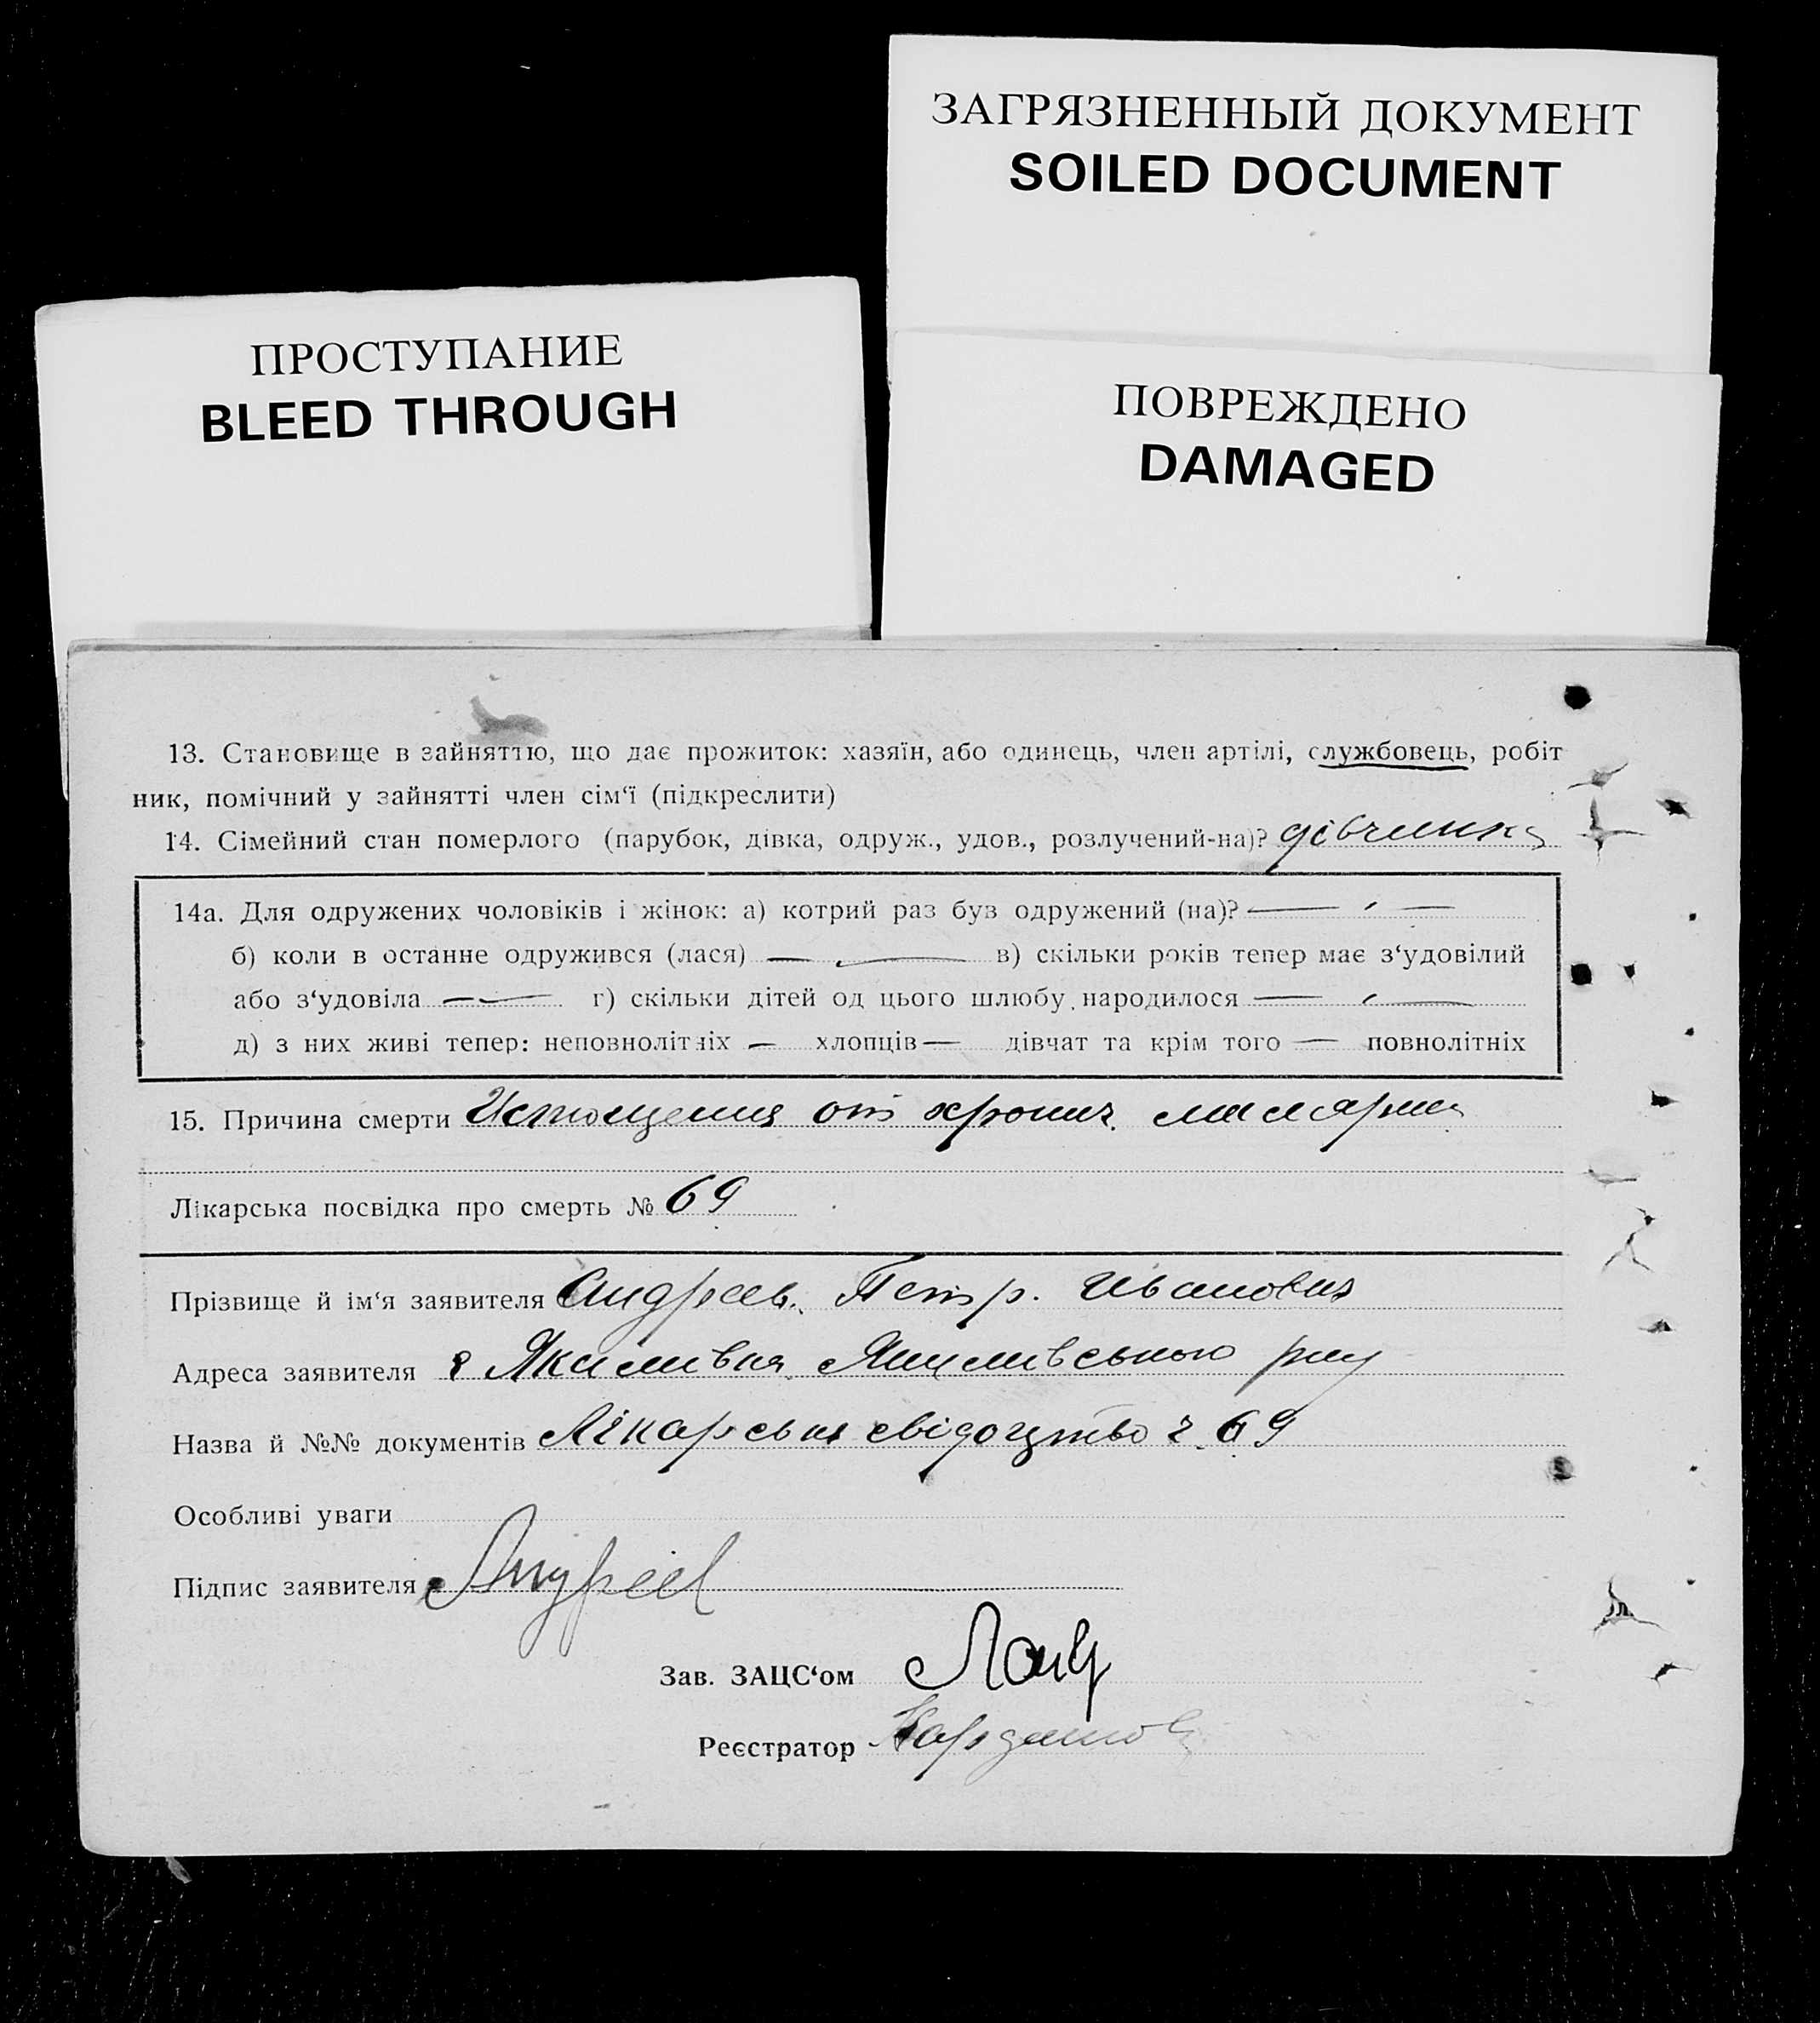 ЗАГРЯЗНЕННЫЙ ДОКУМЕНТ
SOILED DOCUMENT
ПРОСТУПАНИЕ
BLEED THROUGH
ПОВРЕЖДЕНО
DAMAGED
13. Становище в зайняттю, що дає прожиток: хазяїн, або одинець, член артілі, службовець, робіт
ник, помічний у зайнятті член сім‘ї (підкреслити)
14. Сімейний стан померлого (парубок, дівка, одруж., удов., розлучений-на)? дівчинка
14а. Для одружених чоловіків і жінок: а) котрий раз був одружений (на)? —
б) коли в останне одружився (лася) — в) скільки років тепер має з‘удовілий
або з‘удовіла — г) скільки дітей од цього шлюбу народилося —
д) з них живі тепер: неповнолітніх — хлопців — дівчат та крім того — повнолітніх
15. Причина смерти Истощения от хронич. малярии
Лікарська посвідка про смерть № 69
Прізвище й ім‘я заявителя Андреев. Петр. Иванович
Адреса заявителя Якимивка Якимивського рну
Назва й №№ документів Лікарське свідоцтво ч. 69
Особливі уваги
Підпис заявителя Андреев
Зав. ЗАЦС‘ом
Реєстратор